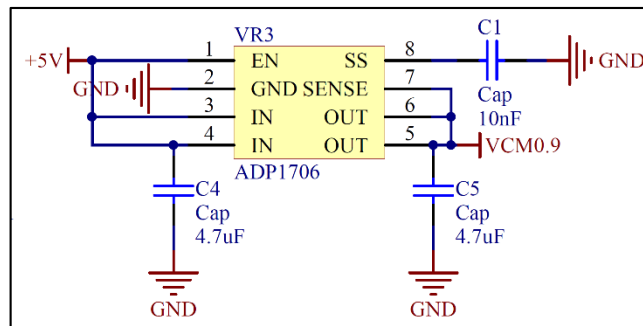 VR3
+5V
1 EN SS 8
C1
GND
2 GND SENSE 7
GND
3 IN OUT 6
Cap
10nF
4 IN OUT 5
VCM0.9
ADP1706
C4
Cap
4.7uF
C5
Cap
4.7uF
GND
GND